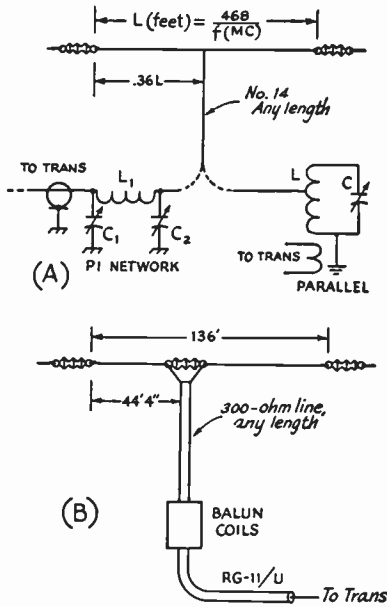 L (feet) = 468 / f(MC)
.36L
No. 14
Any length
TO TRANS
L1
C1
C2
PI NETWORK
(A)
L
C
TO TRANS
PARALLEL
136'
44'4"
300-ohm line,
any length
(B)
BALUN
COILS
RG-11/U
To Trans